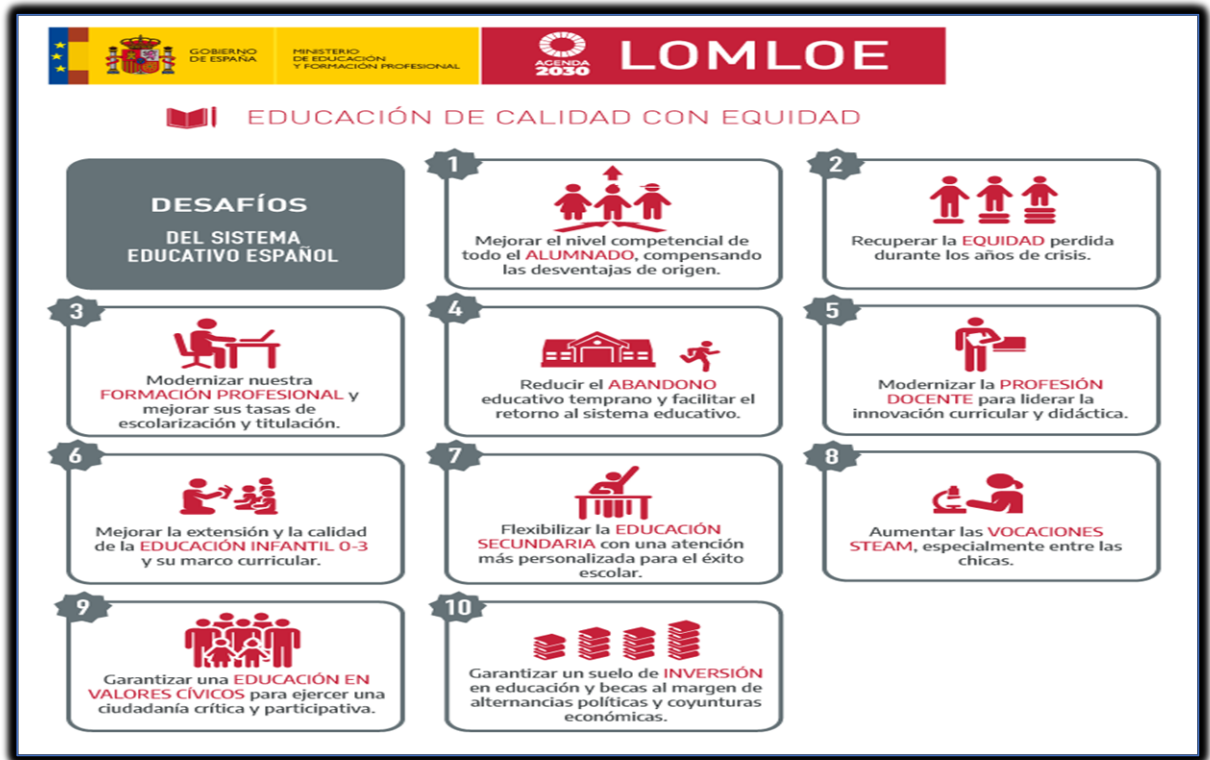 GOBIERNO
DE ESPAÑA
MINISTERIO
DE EDUCACIÓN
Y FORMACIÓN PROFESIONAL
AGENDA
2030
LOMLOE
EDUCACIÓN DE CALIDAD CON EQUIDAD
DESAFÍOS
DEL SISTEMA
EDUCATIVO ESPAÑOL
1
Mejorar el nivel competencial de
todo el ALUMNADO, compensando
las desventajas de origen.
2
Recuperar la EQUIDAD perdida
durante los años de crisis.
3
Modernizar nuestra
FORMACIÓN PROFESIONAL y
mejorar sus tasas de
escolarización y titulación.
4
Reducir el ABANDONO
educativo temprano y facilitar el
retorno al sistema educativo.
5
Modernizar la PROFESIÓN
DOCENTE para liderar la
innovación curricular y didáctica.
6
Mejorar la extensión y la calidad
de la EDUCACIÓN INFANTIL 0-3
y su marco curricular.
7
Flexibilizar la EDUCACIÓN
SECUNDARIA con una atención
más personalizada para el éxito
escolar.
8
Aumentar las VOCACIONES
STEAM, especialmente entre las
chicas.
9
Garantizar una EDUCACIÓN EN
VALORES CÍVICOS para ejercer una
ciudadanía crítica y participativa.
10
Garantizar un suelo de INVERSIÓN
en educación y becas al margen de
alternancias políticas y coyunturas
económicas.